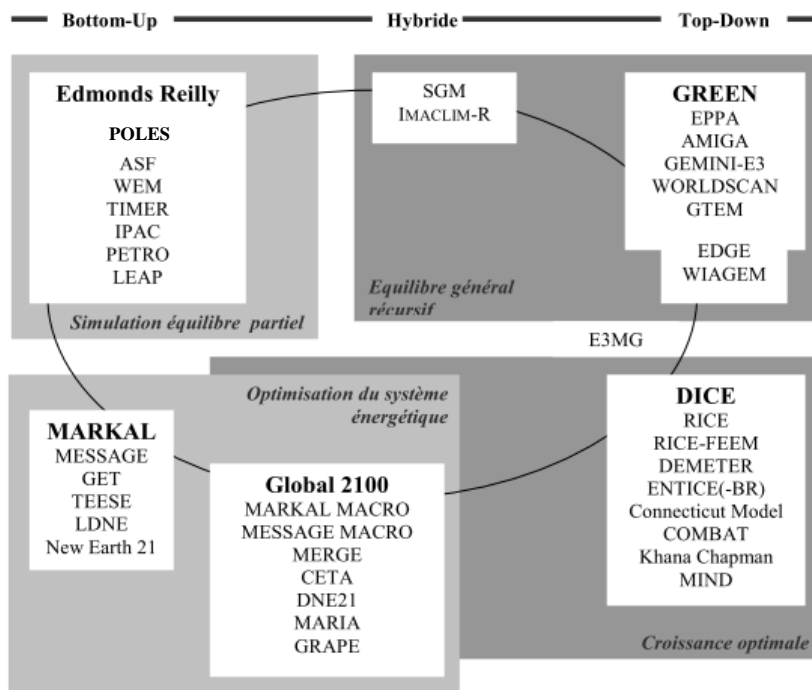 Bottom-Up
Hybride
Top-Down
Edmonds Reilly
POLES
ASF
WEM
TIMER
IPAC
PETRO
LEAP
Simulation équilibre partiel
SGM
IMACLIM-R
GREEN
EPPA
AMIGA
GEMINI-E3
WORLDSCAN
GTEM
EDGE
WIAGEM
Equilibre général
récursif
E3MG
Optimisation du système
énergétique
MARKAL
MESSAGE
GET
TEESE
LDNE
New Earth 21
Global 2100
MARKAL MACRO
MESSAGE MACRO
MERGE
CETA
DNE21
MARIA
GRAPE
DICE
RICE
RICE-FEEM
DEMETER
ENTICE(-BR)
Connecticut Model
COMBAT
Khana Chapman
MIND
Croissance optimale